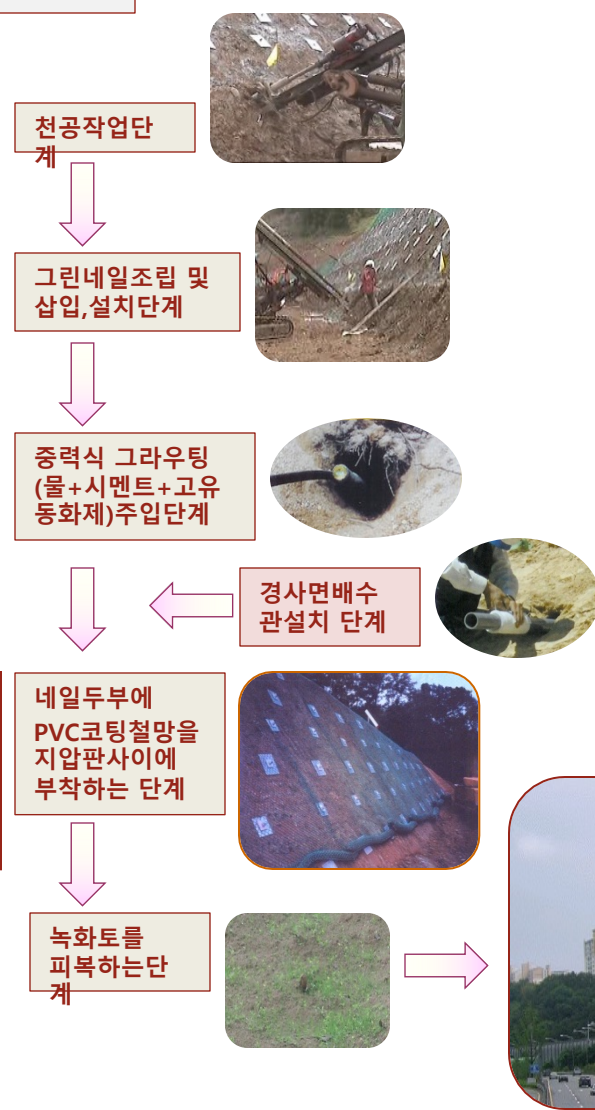 천공작업단
계
그린네일조립 및
삽입,설치단계
중력식 그라우팅
(물+시멘트+고유
동화제)주입단계
경사면배수
관설치 단계
네일두부에
PVC코팅철망을
지압판사이에
부착하는 단계
녹화토를
피복하는단
계